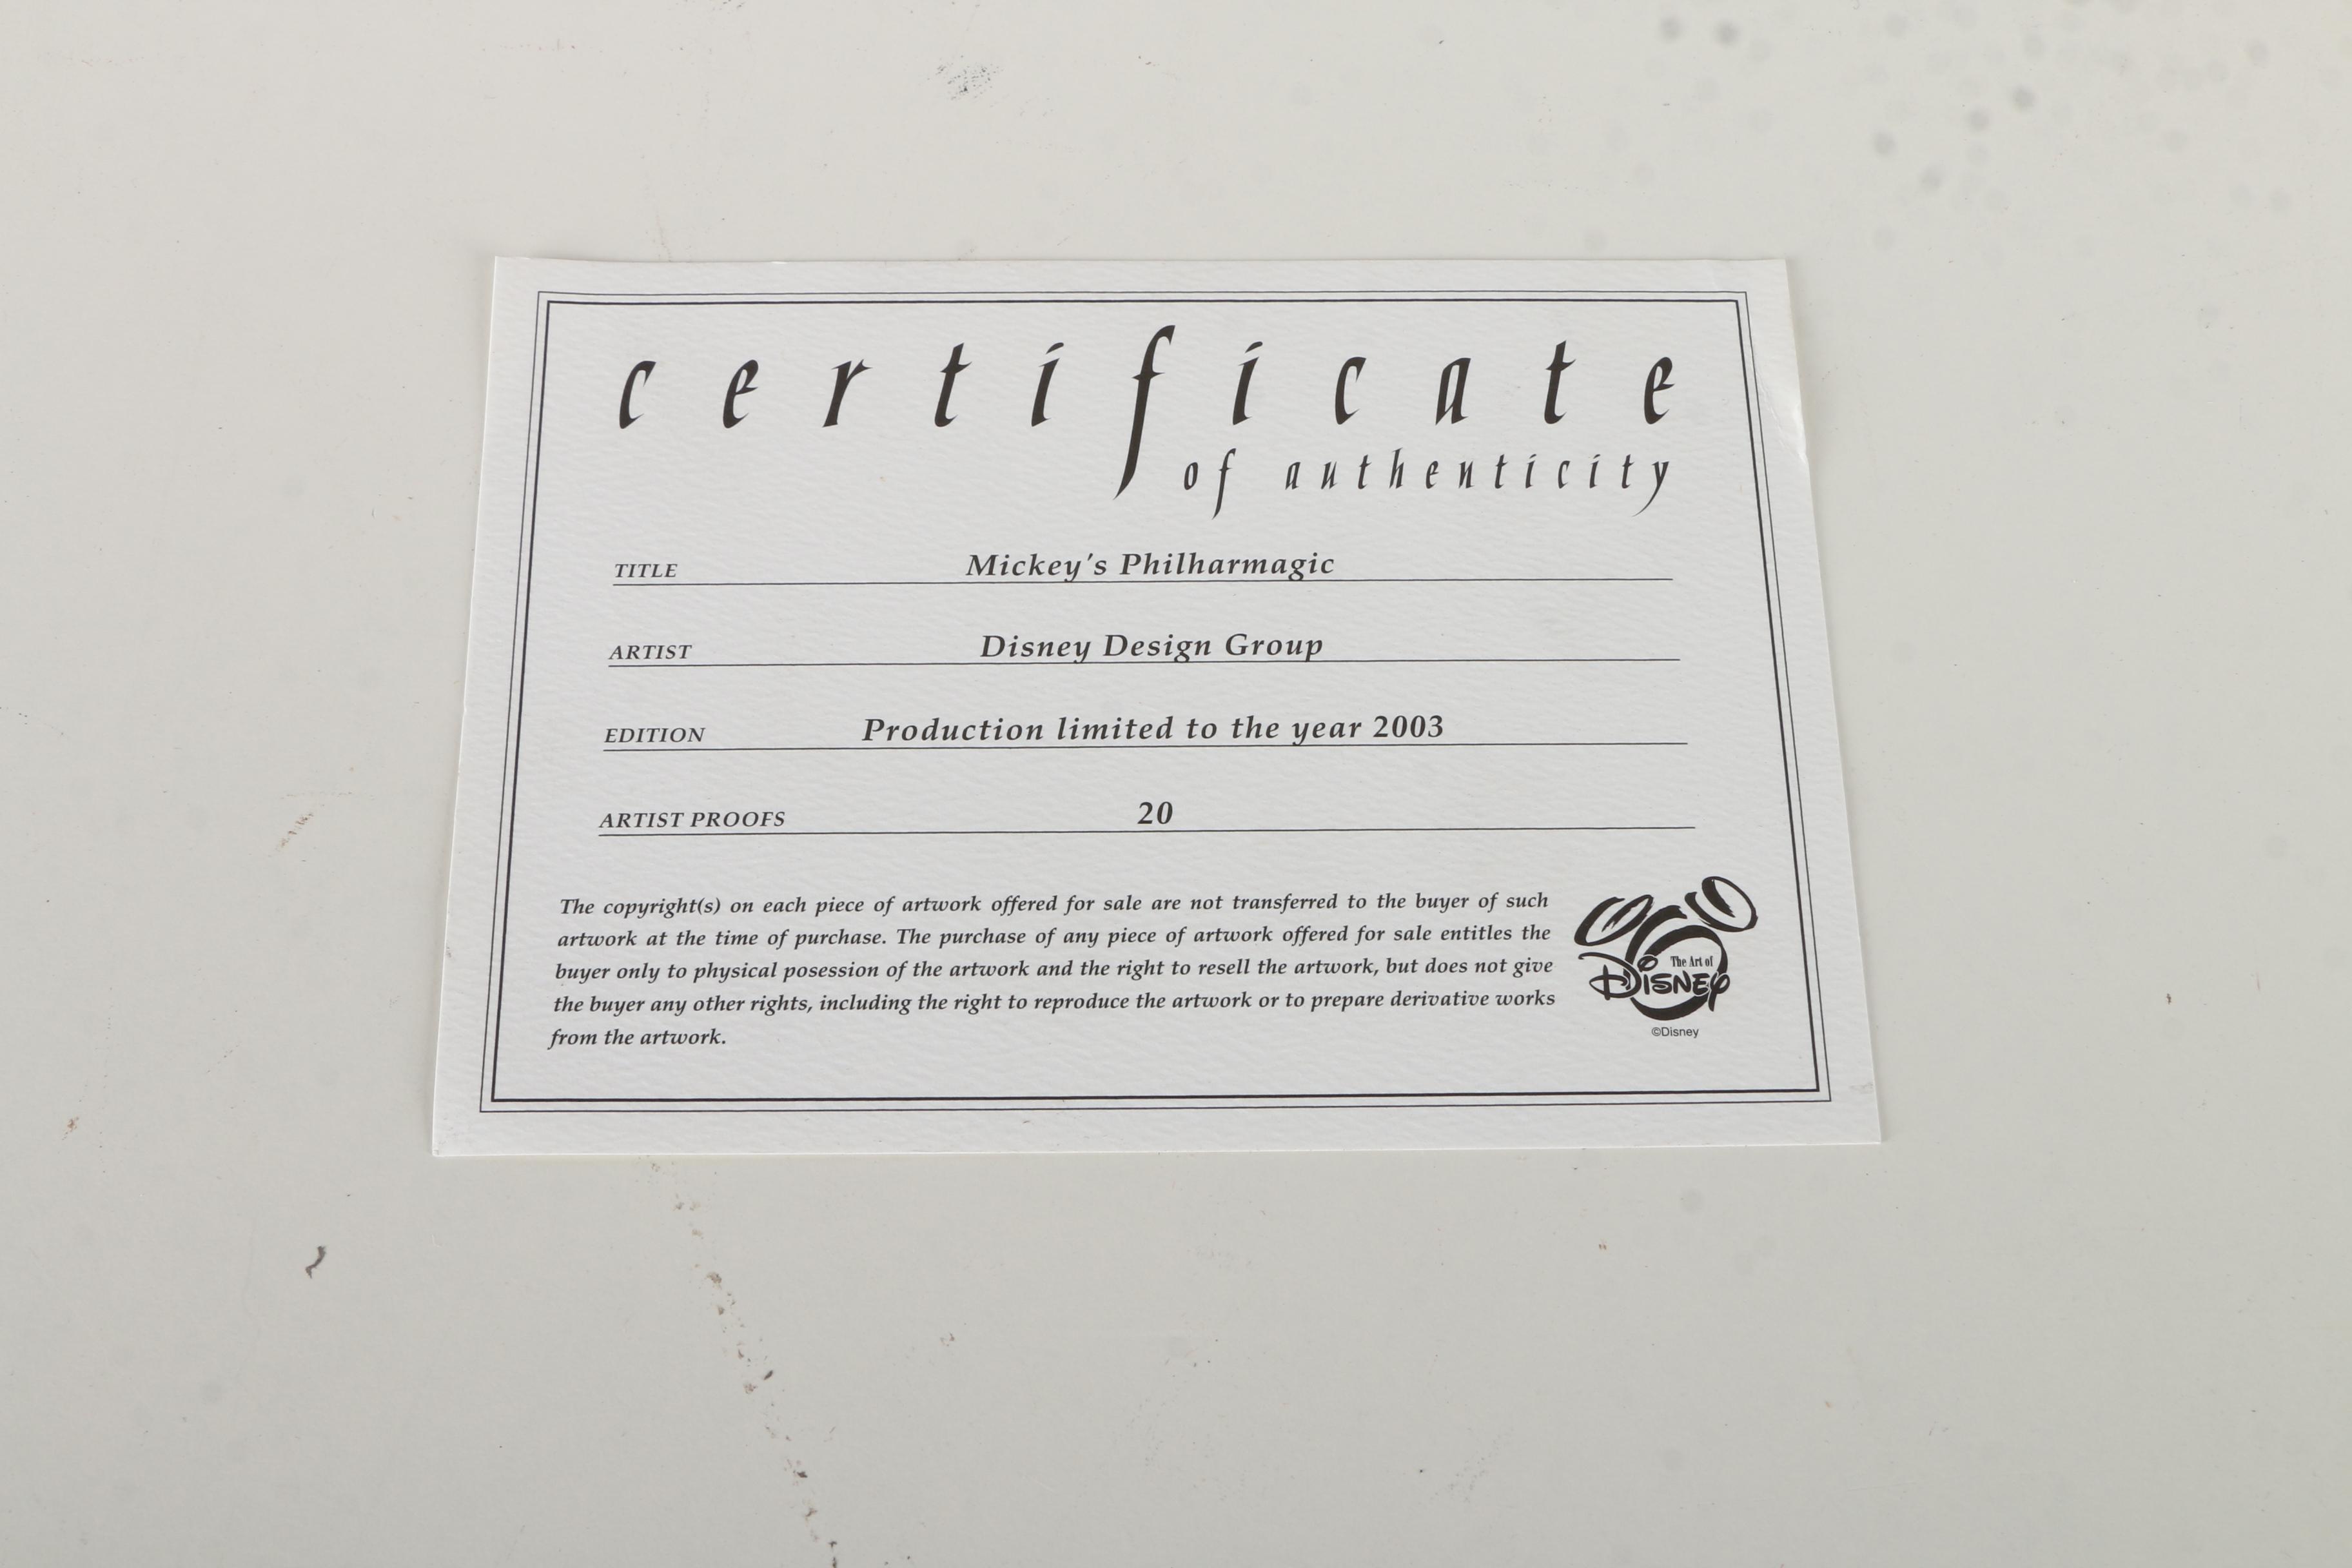 certificate
of authenticity
TITLE Mickey's Philharmagic
ARTIST Disney Design Group
EDITION Production limited to the year 2003
ARTIST PROOFS 20
The copyright(s) on each piece of artwork offered for sale are not transferred to the buyer of such
artwork at the time of purchase. The purchase of any piece of artwork offered for sale entitles the
buyer only to physical posession of the artwork and the right to resell the artwork, but does not give
the buyer any other rights, including the right to reproduce the artwork or to prepare derivative works
from the artwork.
The Art of
Disney
©Disney